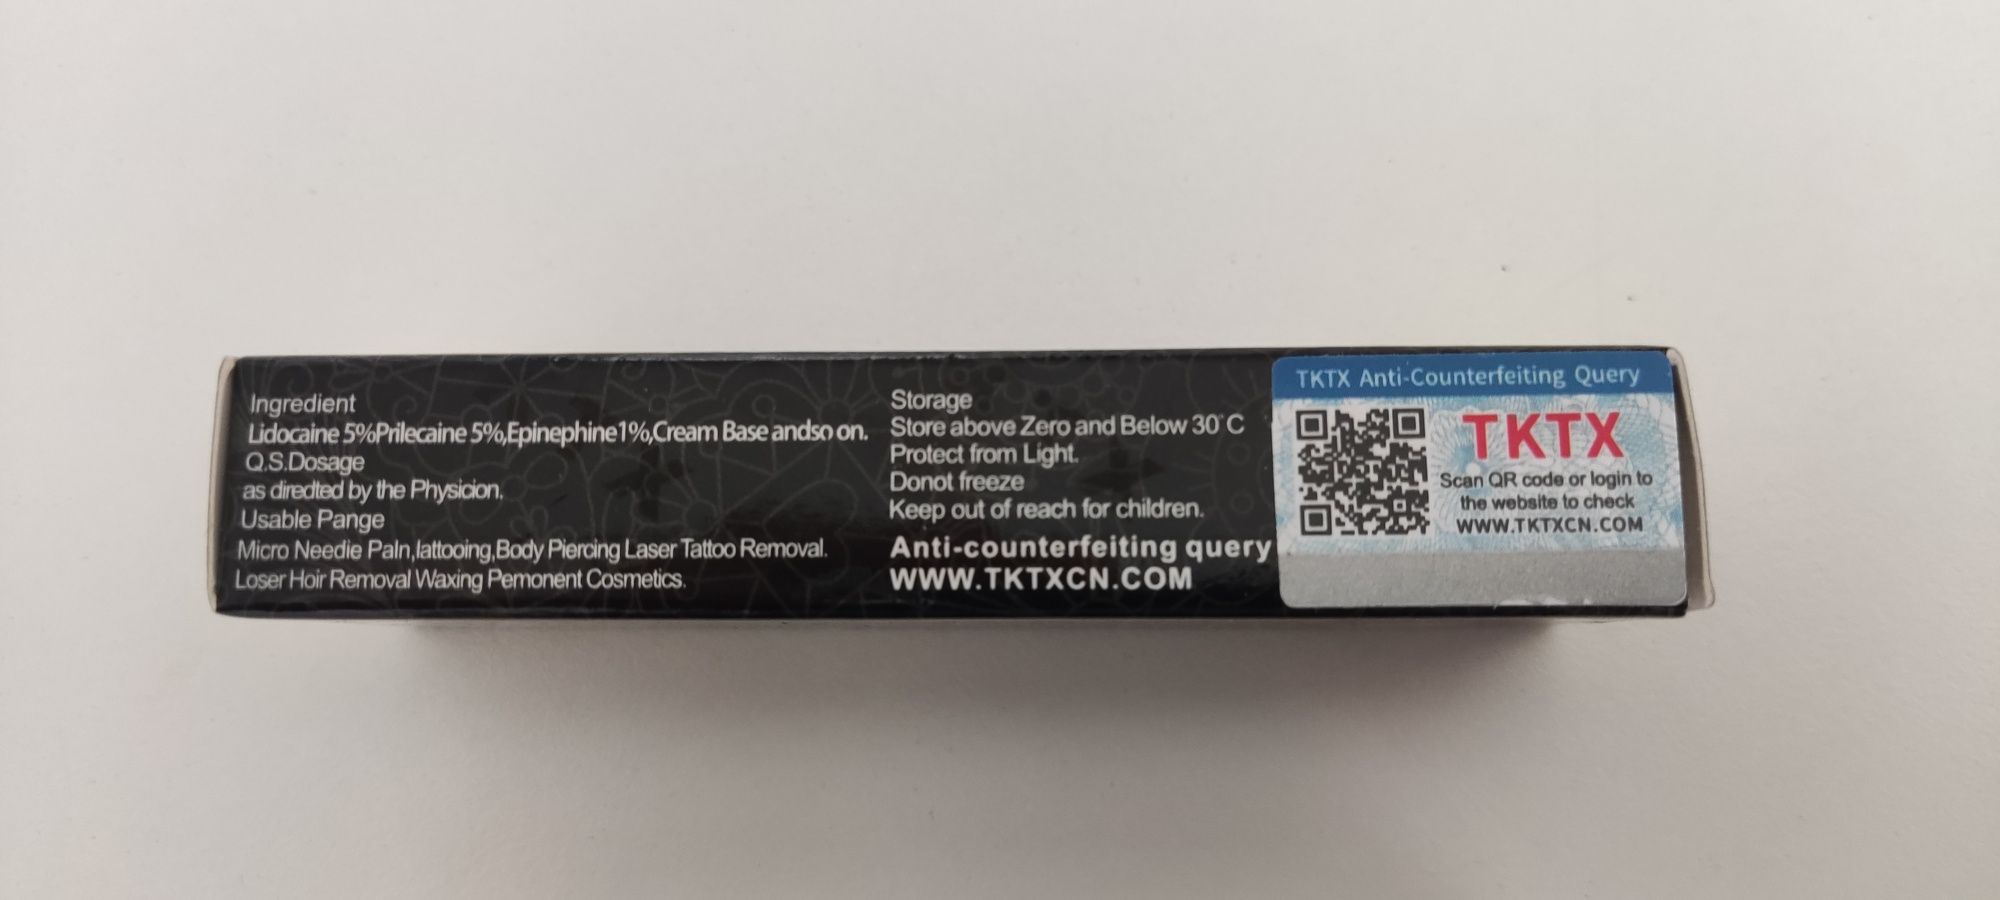 Ingredient
Lidocaine 5%Prilecaine 5%,Epinephine1%,Cream Base andso on.
Q.S.Dosage
as diredted by the Physicion.
Usable Pange
Micro Needie Paln,lattooing,Body Piercing Laser Tattoo Removal.
Loser Hoir Removal Waxing Pemonent Cosmetics.
Storage
Store above Zero and Below 30°C
Protect from Light.
Donot freeze
Keep out of reach for children.
Anti-counterfeiting query
WWW.TKTXCN.COM
TKTX Anti-Counterfeiting Query
TKTX
Scan QR code or login to
the website to check
WWW.TKTXCN.COM